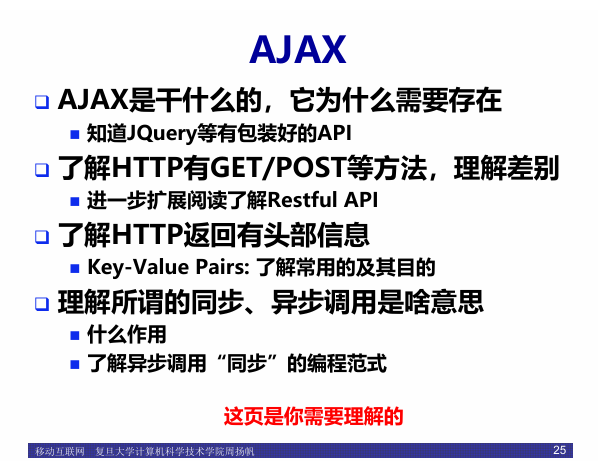 AJAX
AJAX是干什么的，它为什么需要存在
知道JQuery等有包装好的API
了解HTTP有GET/POST等方法，理解差别
进一步扩展阅读了解Restful API
了解HTTP返回有头部信息
Key-Value Pairs: 了解常用的及其目的
理解所谓的同步、异步调用是啥意思
什么作用
了解异步调用“同步”的编程范式
这页是你需要理解的
移动互联网 复旦大学计算机科学技术学院周扬帆 25